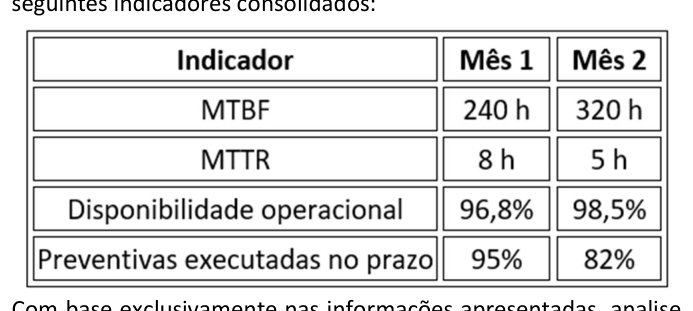 seguintes indicadores consolidados:
Indicador Mês 1 Mês 2
MTBF 240 h 320 h
MTTR 8 h 5 h
Disponibilidade operacional 96,8% 98,5%
Preventivas executadas no prazo 95% 82%
Com base exclusivamente nas informações apresentadas, analise